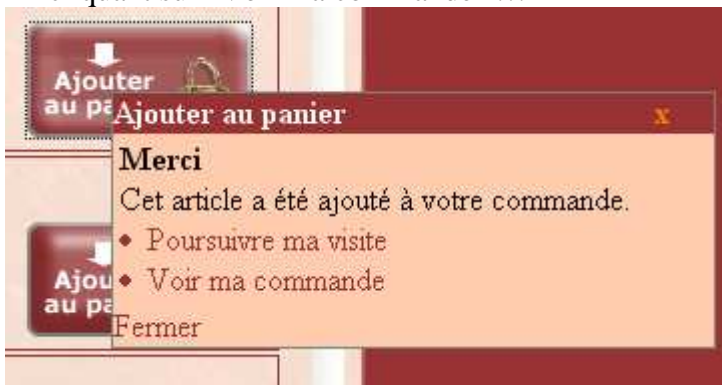 Ajouter
au pa
Ajouter au panier x
Merci
Cet article a été ajouté à votre commande.
• Poursuivre ma visite
• Voir ma commande
Ajou
au pa
Fermer